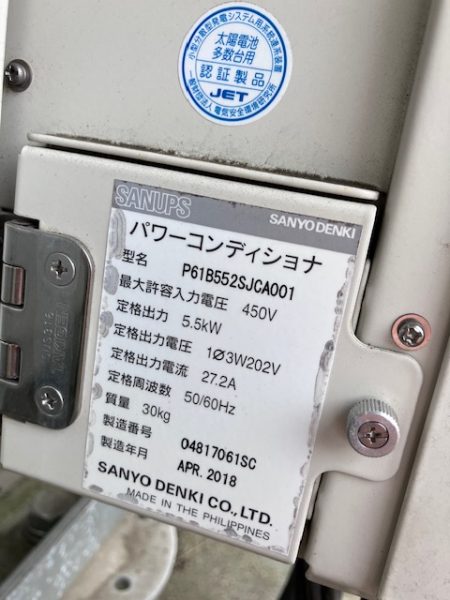 小型分散型発電システム用系統連系装置
太陽電池
多数台用
認証製品
JET
一般財団法人 電気安全環境研究所
SANUPS
SANYO DENKI
パワーコンディショナ
型名 P61B552SJCA001
最大許容入力電圧 450V
定格出力 5.5kW
定格出力電圧 1Ø3W202V
定格出力電流 27.2A
定格周波数 50/60Hz
質量 30kg
製造番号 04817061SC
製造年月 APR. 2018
SANYO DENKI CO., LTD.
MADE IN THE PHILIPPINES